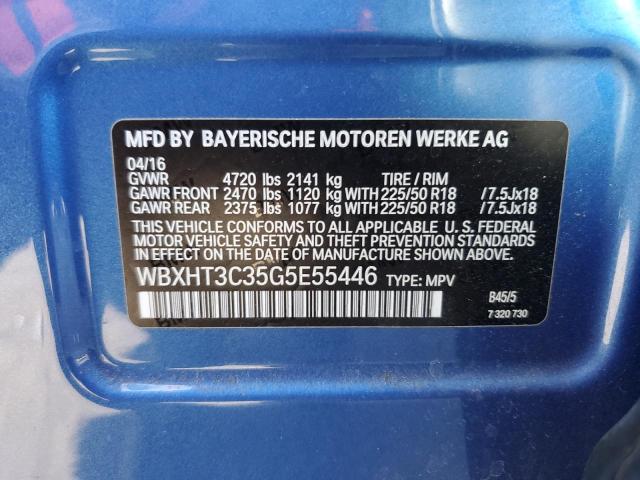 MFD BY BAYERISCHE MOTOREN WERKE AG
04/16
GVWR 4720 lbs 2141 kg TIRE / RIM
GAWR FRONT 2470 lbs 1120 kg WITH 225/50 R18 /7.5Jx18
GAWR REAR 2375 lbs 1077 kg WITH 225/50 R18 /7.5Jx18
THIS VEHICLE CONFORMS TO ALL APPLICABLE U. S. FEDERAL
MOTOR VEHICLE SAFETY AND THEFT PREVENTION STANDARDS
IN EFFECT ON THE DATE OF MANUFACTURE SHOWN ABOVE.
WBXHT3C35G5E55446 TYPE: MPV
B45/5
7 320 730